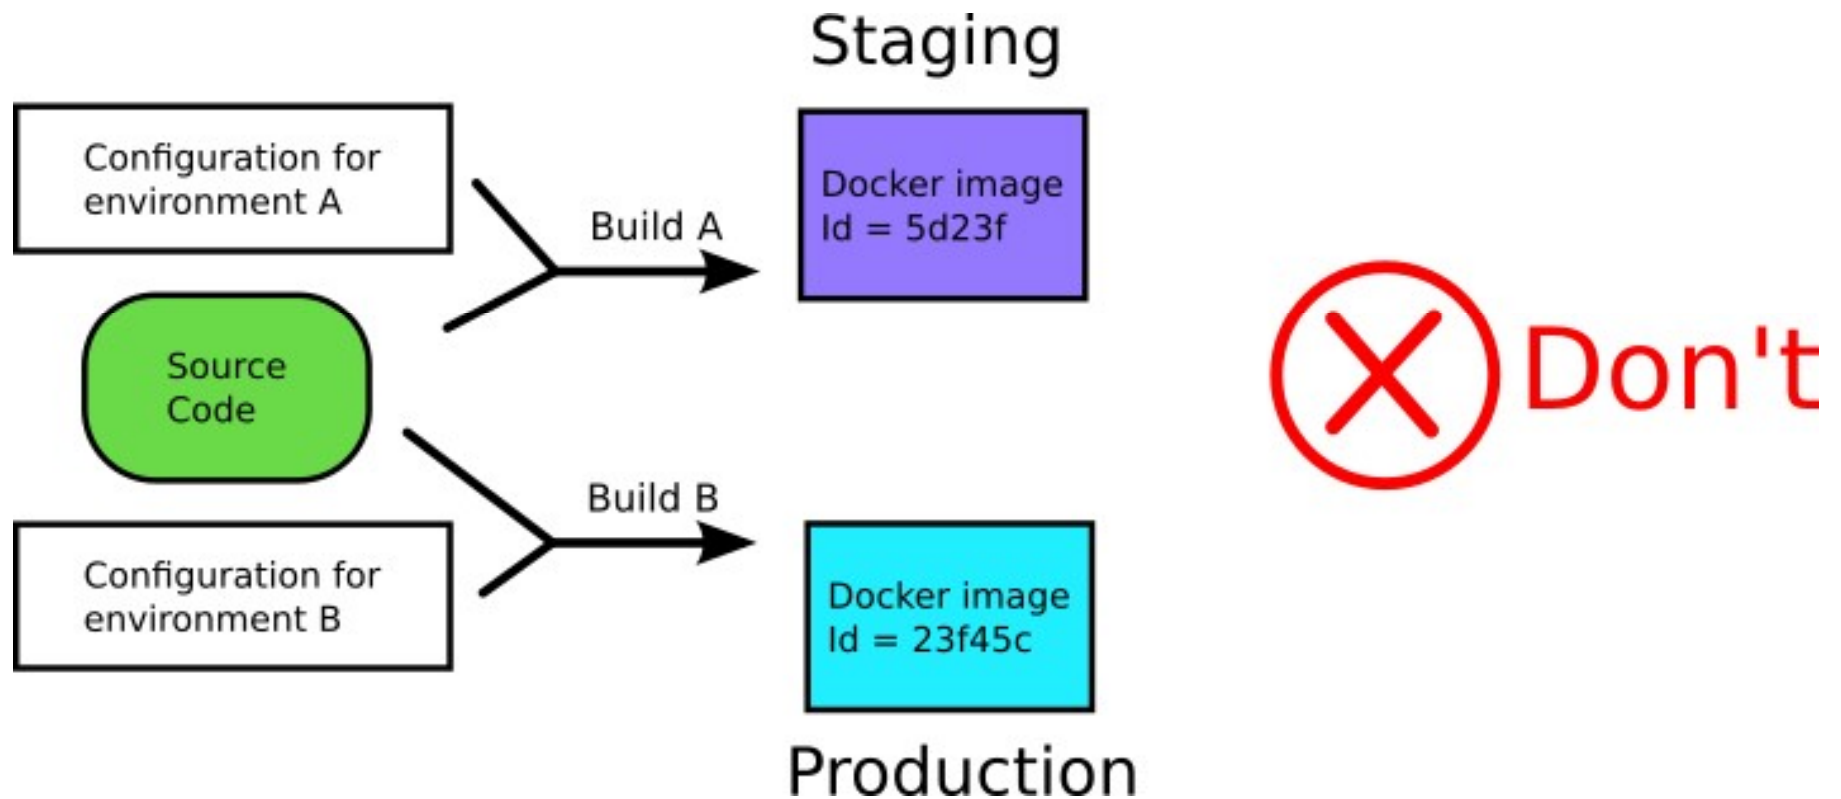 Staging
Configuration for
environment A
Build A
Docker image
Id = 5d23f
Source
Code
Don't
Build B
Configuration for
environment B
Docker image
Id = 23f45c
Production